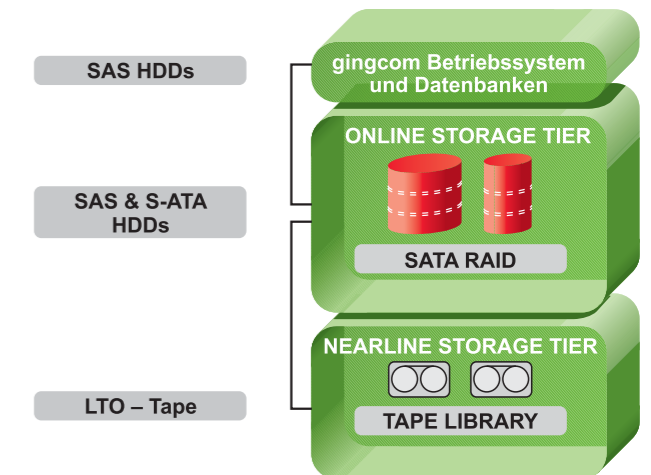 SAS HDDs
gingcom Betriebssystem
und Datenbanken
ONLINE STORAGE TIER
SAS & S-ATA
HDDs
SATA RAID
NEARLINE STORAGE TIER
LTO – Tape
TAPE LIBRARY